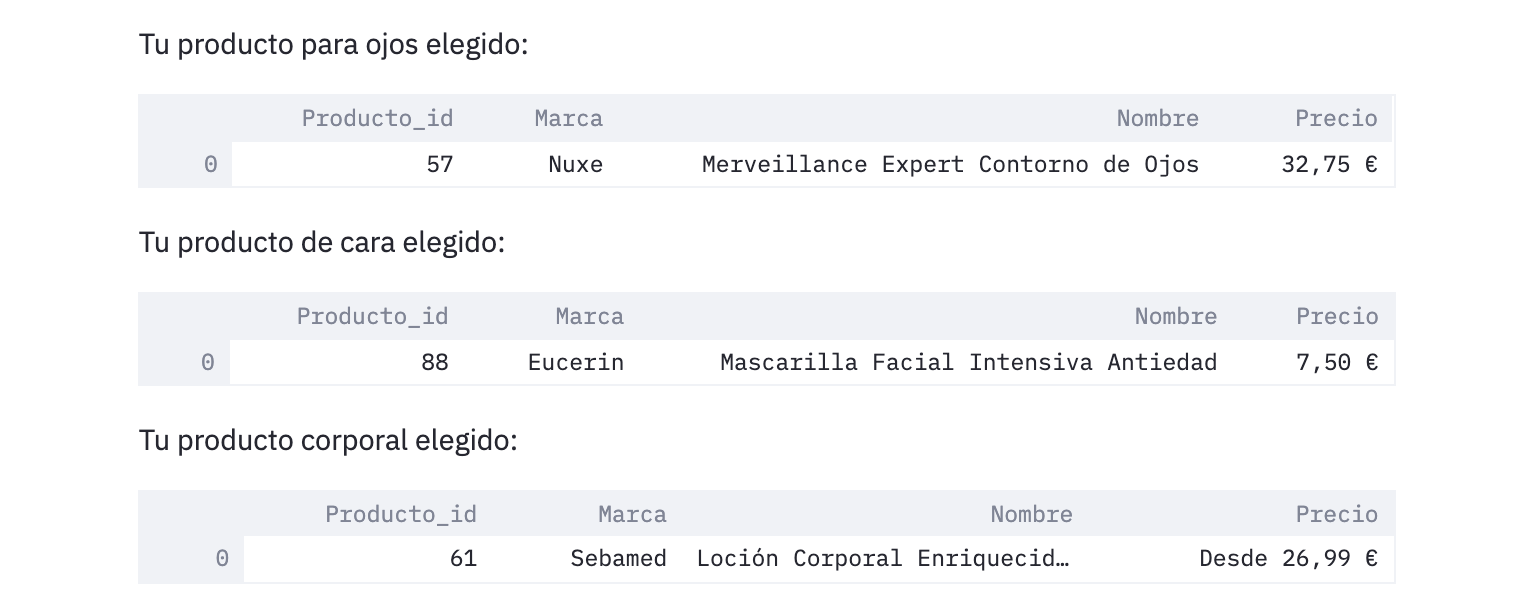 Tu producto para ojos elegido:
Producto_id Marca Nombre Precio
0 57 Nuxe Merveillance Expert Contorno de Ojos 32,75 €
Tu producto de cara elegido:
Producto_id Marca Nombre Precio
0 88 Eucerin Mascarilla Facial Intensiva Antiedad 7,50 €
Tu producto corporal elegido:
Producto_id Marca Nombre Precio
0 61 Sebamed Loción Corporal Enriquecid… Desde 26,99 €